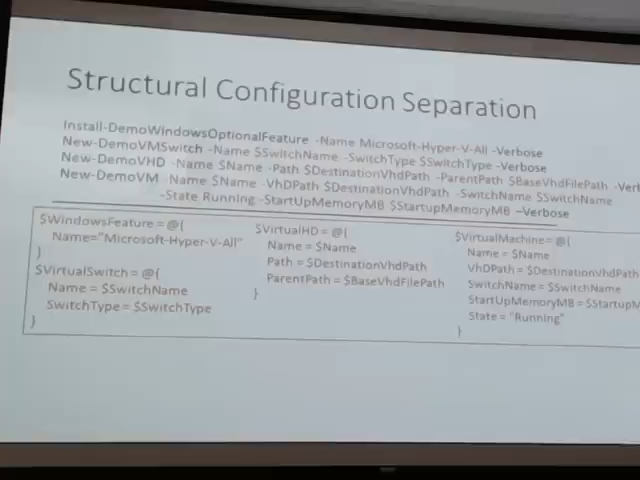 Structural Configuration Separation
Install-DemoWindowsOptionalFeature -Name Microsoft-Hyper-V-All -Verbose
New-DemoVMSwitch -Name $SwitchName -SwitchType $SwitchType -Verbose
New-DemoVHD -Name $Name -Path $DestinationVhdPath -ParentPath $BaseVhdFilePath -Verb
New-DemoVM -Name $Name -VhDPath $DestinationVhdPath -SwitchName $SwitchName
-State Running -StartUpMemoryMB $StartupMemoryMB –Verbose
$WindowsFeature = @{
Name="Microsoft-Hyper-V-All"
}
$VirtualSwitch = @{
Name = $SwitchName
SwitchType = $SwitchType
}
$VirtualHD = @{
Name = $Name
Path = $DestinationVhdPath
ParentPath = $BaseVhdFilePath
}
$VirtualMachine= @{
Name = $Name
VhDPath = $DestinationVhdPath
SwitchName = $SwitchName
StartUpMemoryMB = $StartupM
State = "Running"
}